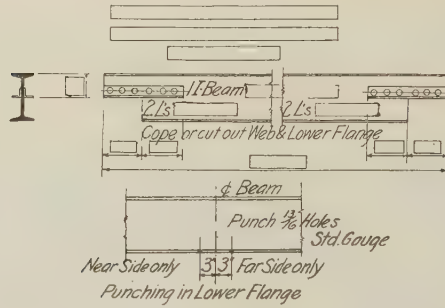 1 I-Beam
2 L's 2 L's
Cope or cut out Web & Lower Flange
¢ Beam
Punch 13/16 Holes
Std. Gauge
Near Side only 3" 3" Far Side only
Punching in Lower Flange